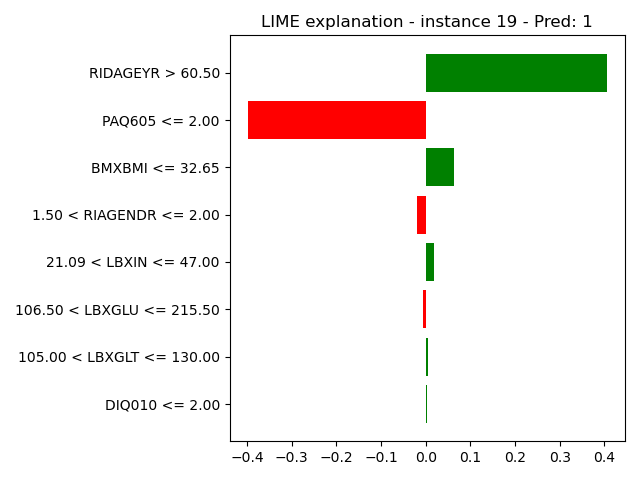 LIME explanation - instance 19 - Pred: 1
RIDAGEYR > 60.50
PAQ605 <= 2.00
BMXBMI <= 32.65
1.50 < RIAGENDR <= 2.00
21.09 < LBXIN <= 47.00
106.50 < LBXGLU <= 215.50
105.00 < LBXGLT <= 130.00
DIQ010 <= 2.00
−0.4 −0.3 −0.2 −0.1 0.0 0.1 0.2 0.3 0.4